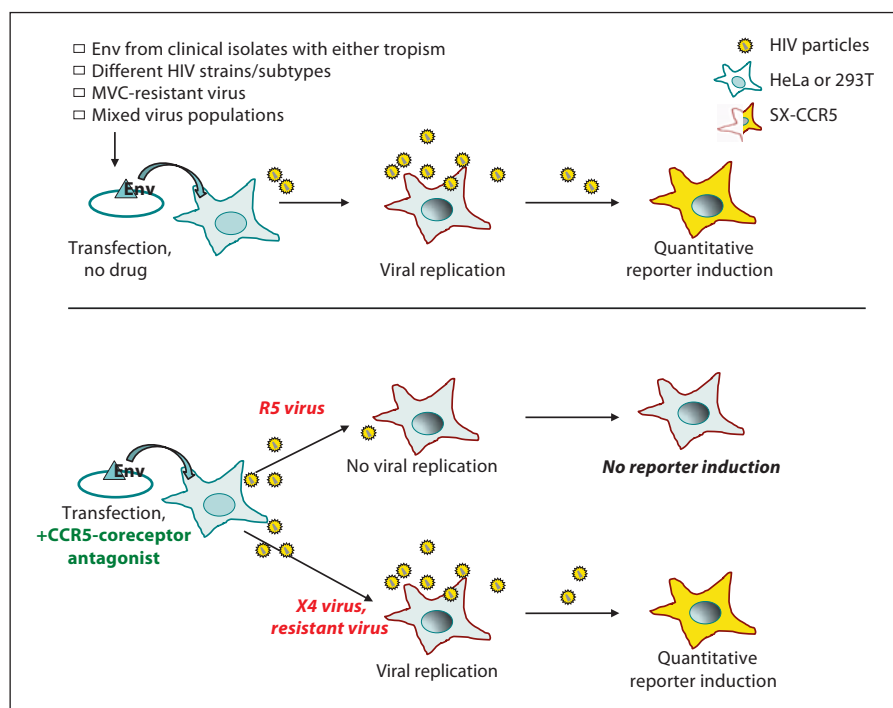 □ Env from clinical isolates with either tropism
□ Different HIV strains/subtypes
□ MVC-resistant virus
□ Mixed virus populations
HIV particles
HeLa or 293T
SX-CCR5
Env
Transfection,
no drug
Viral replication
Quantitative
reporter induction
R5 virus
No viral replication
No reporter induction
Env
Transfection,
+CCR5-coreceptor
antagonist
X4 virus,
resistant virus
Viral replication
Quantitative
reporter induction